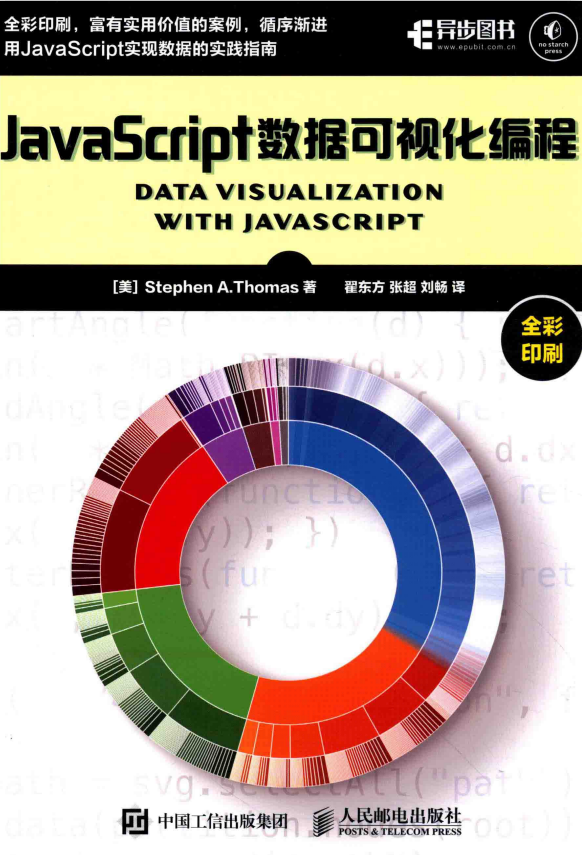 全彩印刷，富有实用价值的案例，循序渐进
用JavaScript实现数据的实践指南
异步图书
www.epubit.com.cn
no starch
press
JavaScript数据可视化编程
DATA VISUALIZATION
WITH JAVASCRIPT
[美] Stephen A.Thomas 著 翟东方 张超 刘畅 译
全彩
印刷
中国工信出版集团
人民邮电出版社
POSTS & TELECOM PRESS